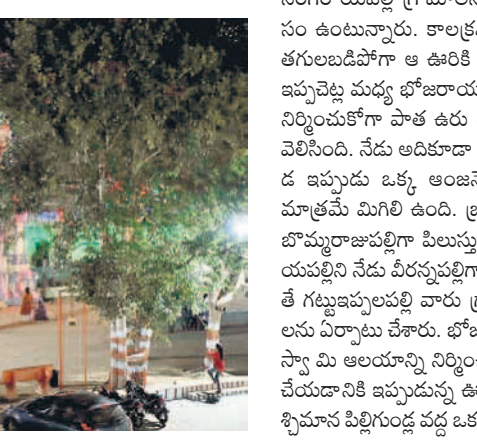 సం ఉంటున్నారు. కాలక్ర
తగులబడిపోగా ఆ ఊరికి
ఇప్పచెట్ల మధ్య భోజరాయ
నిర్మించుకోగా పాత ఉరు
వెలిసింది. నేడు అదికూడా
డ ఇప్పుడు ఒక్క ఆంజనే
మాత్రమే మిగిలి ఉంది.
బొమ్మరాజుపల్లిగా పిలుస్తు
యపల్లిని నేడు వీరన్నపల్లిగా
తే గట్టుఇప్పలపల్లి వారు
లను ఏర్పాటు చేశారు. భోజ
స్వా మి ఆలయాన్ని నిర్మించ
చేయడానికి ఇప్పుడున్న ఊ
శ్చిమాన పిల్లిగుండ్ల వద్ద ఒక